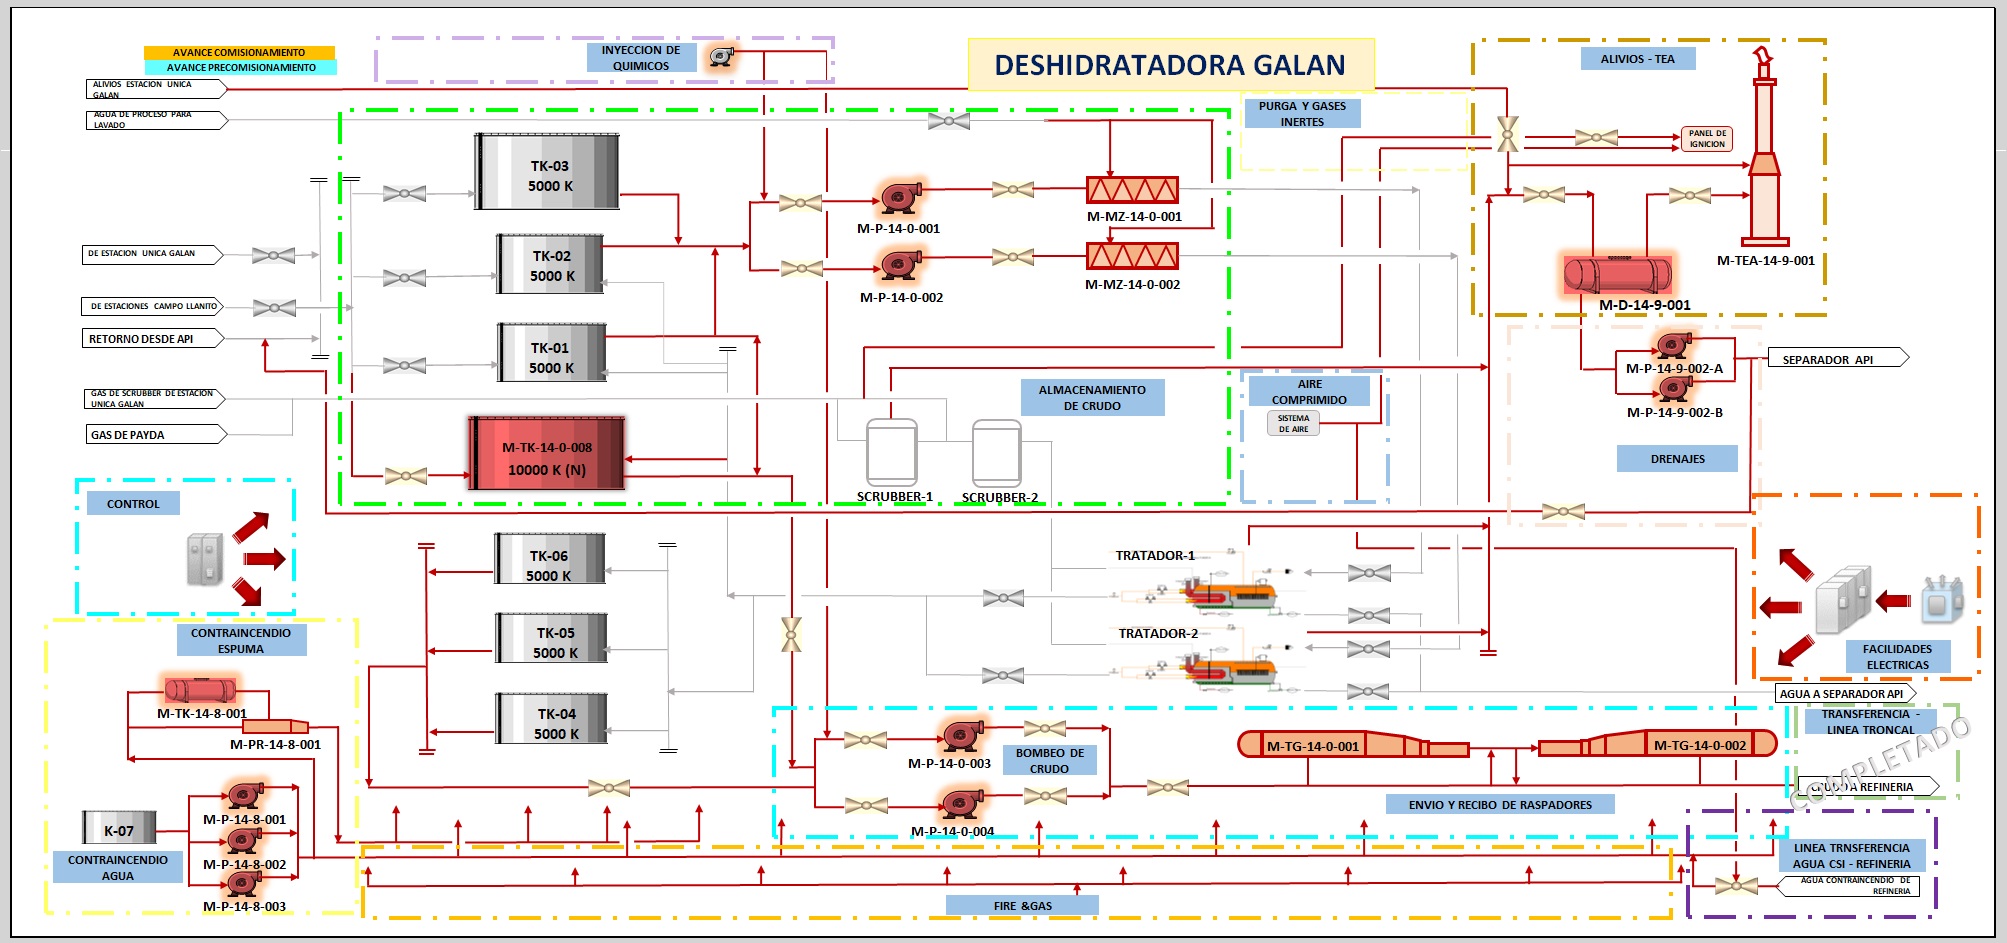 AVANCE COMISIONAMIENTO
AVANCE PRECOMISIONAMIENTO
INYECCION DE
QUIMICOS
DESHIDRATADORA GALAN
ALIVIOS - TEA
ALIVIOS ESTACION UNICA
GALAN
AGUA DE PROCESO PARA
LAVADO
PURGA Y GASES
INERTES
PANEL DE
IGNICION
TK-03
5000 K
M-P-14-0-001
M-MZ-14-0-001
TK-02
5000 K
M-P-14-0-002
M-MZ-14-0-002
M-TEA-14-9-001
M-D-14-9-001
DE ESTACION UNICA GALAN
DE ESTACIONES CAMPO LLANITO
RETORNO DESDE API
TK-01
5000 K
M-P-14-9-002-A
SEPARADOR API
M-P-14-9-002-B
GAS DE SCRUBBER DE ESTACION
UNICA GALAN
GAS DE PAYDA
ALMACENAMIENTO
DE CRUDO
AIRE
COMPRIMIDO
SISTEMA
DE AIRE
M-TK-14-0-008
10000 K (N)
SCRUBBER-1
SCRUBBER-2
DRENAJES
CONTROL
TK-06
5000 K
TRATADOR-1
TK-05
5000 K
TRATADOR-2
FACILIDADES
ELECTRICAS
CONTRAINCENDIO
ESPUMA
M-TK-14-8-001
M-PR-14-8-001
TK-04
5000 K
AGUA A SEPARADOR API
TRANSFERENCIA -
LINEA TRONCAL
COMPLETADO
CRUDO A REFINERIA
M-P-14-0-003
BOMBEO DE
CRUDO
M-TG-14-0-001
M-TG-14-0-002
M-P-14-0-004
ENVIO Y RECIBO DE RASPADORES
K-07
M-P-14-8-001
M-P-14-8-002
M-P-14-8-003
CONTRAINCENDIO
AGUA
LINEA TRNSFERENCIA
AGUA CSI - REFINERIA
AGUA CONTRAINCENDIO DE
REFINERIA
FIRE &GAS